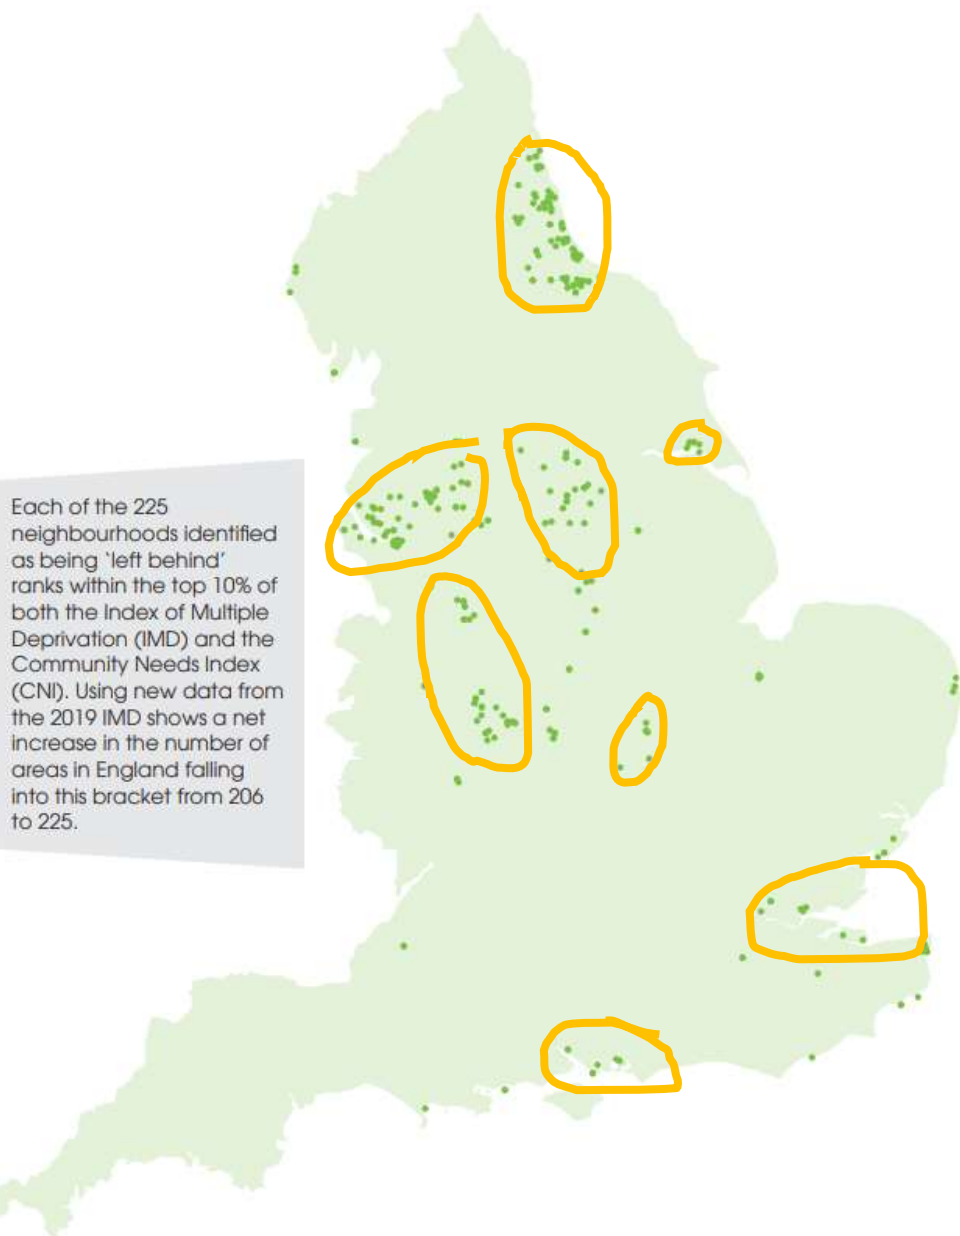 Each of the 225
neighbourhoods identified
as being ‘left behind’
ranks within the top 10% of
both the Index of Multiple
Deprivation (IMD) and the
Community Needs Index
(CNI). Using new data from
the 2019 IMD shows a net
increase in the number of
areas in England falling
into this bracket from 206
to 225.